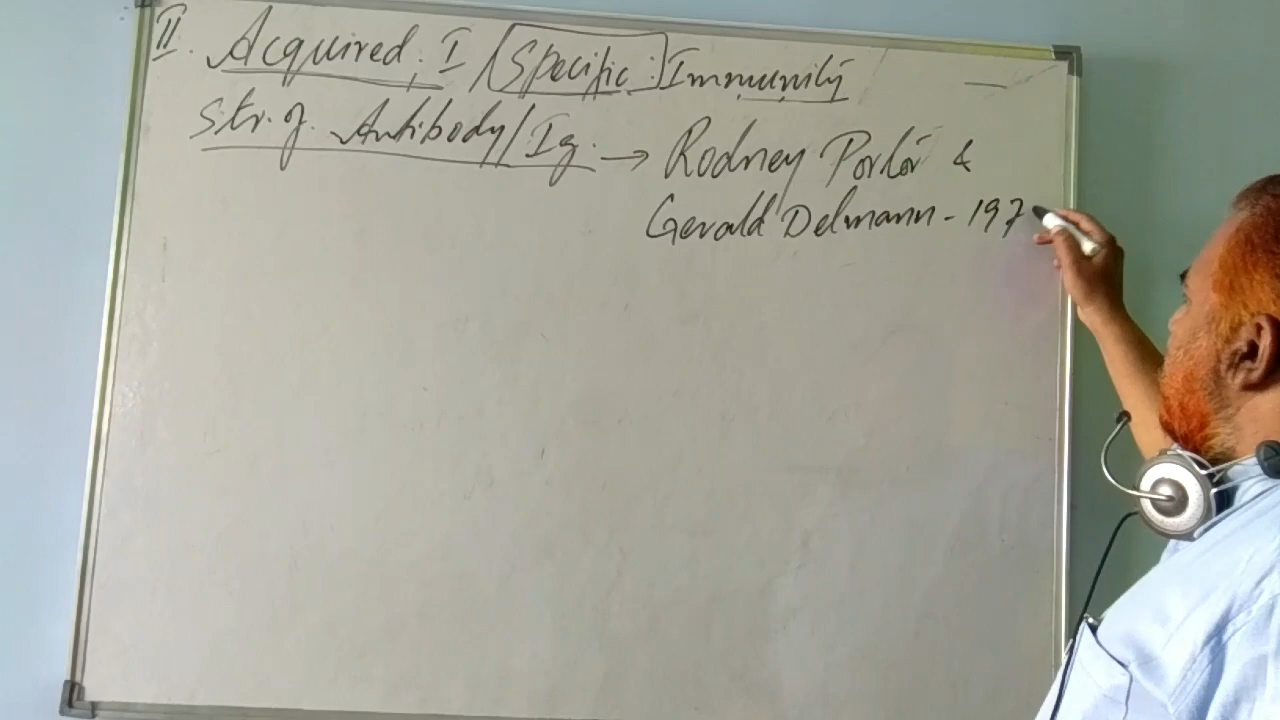 II. Acquired. I / Specific: Immunity
Str. of. Antibody/Ig. → Rodney Porter &
Gerald Delmann - 197